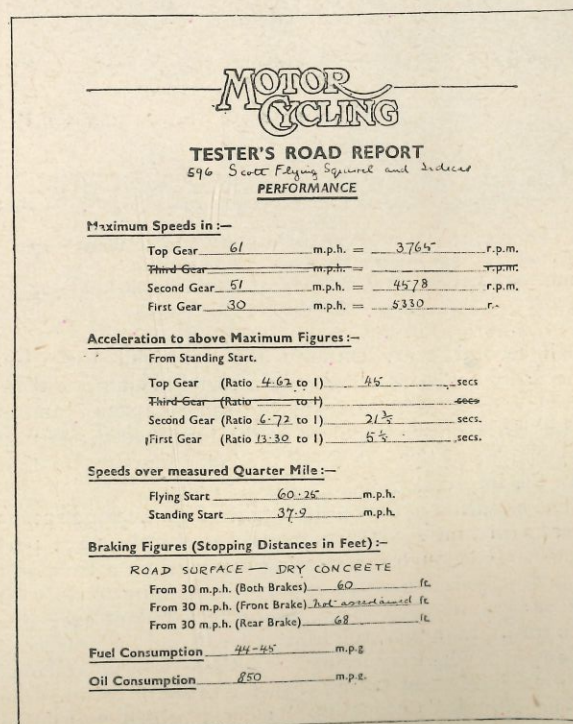 MOTOR
CYCLING
TESTER'S ROAD REPORT
596 Scott Flying Squirrel and Sidecar
PERFORMANCE
Maximum Speeds in :—
Top Gear 61 m.p.h. = 3765 r.p.m.
Third Gear m.p.h. = r.p.m.
Second Gear 51 m.p.h. = 4578 r.p.m.
First Gear 30 m.p.h. = 5330 r.
Acceleration to above Maximum Figures :—
From Standing Start.
Top Gear (Ratio 4·62 to 1) 45 secs
Third Gear (Ratio to 1) secs
Second Gear (Ratio 6·72 to 1) 21 secs.
First Gear (Ratio 13·30 to 1) 5 secs.
Speeds over measured Quarter Mile :—
Flying Start 60·25 m.p.h.
Standing Start 37·9 m.p.h.
Braking Figures (Stopping Distances in Feet) :—
ROAD SURFACE — DRY CONCRETE
From 30 m.p.h. (Both Brakes) 60 ft.
From 30 m.p.h. (Front Brake) Not ascertained ft
From 30 m.p.h. (Rear Brake) 68 ft.
Fuel Consumption 44-45 m.p.g
Oil Consumption 850 m.p.g.